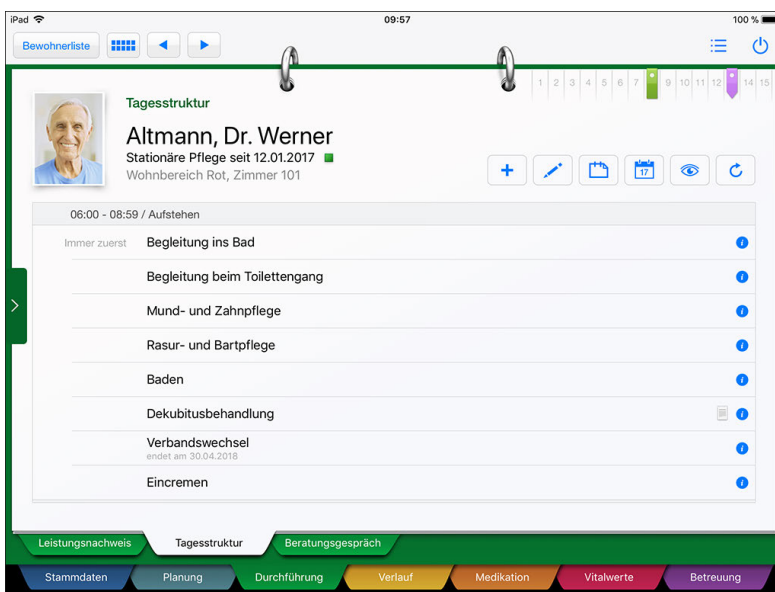 iPad 09:57 100 %
Bewohnerliste
1 2 3 4 5 6 7 9 10 11 12 14 15
Tagesstruktur
Altmann, Dr. Werner
Stationäre Pflege seit 12.01.2017
Wohnbereich Rot, Zimmer 101
17
06:00 - 08:59 / Aufstehen
Immer zuerst Begleitung ins Bad
Begleitung beim Toilettengang
Mund- und Zahnpflege
Rasur- und Bartpflege
Baden
Dekubitusbehandlung
Verbandswechsel
endet am 30.04.2018
Eincremen
Leistungsnachweis Tagesstruktur Beratungsgespräch
Stammdaten Planung Durchführung Verlauf Medikation Vitalwerte Betreuung